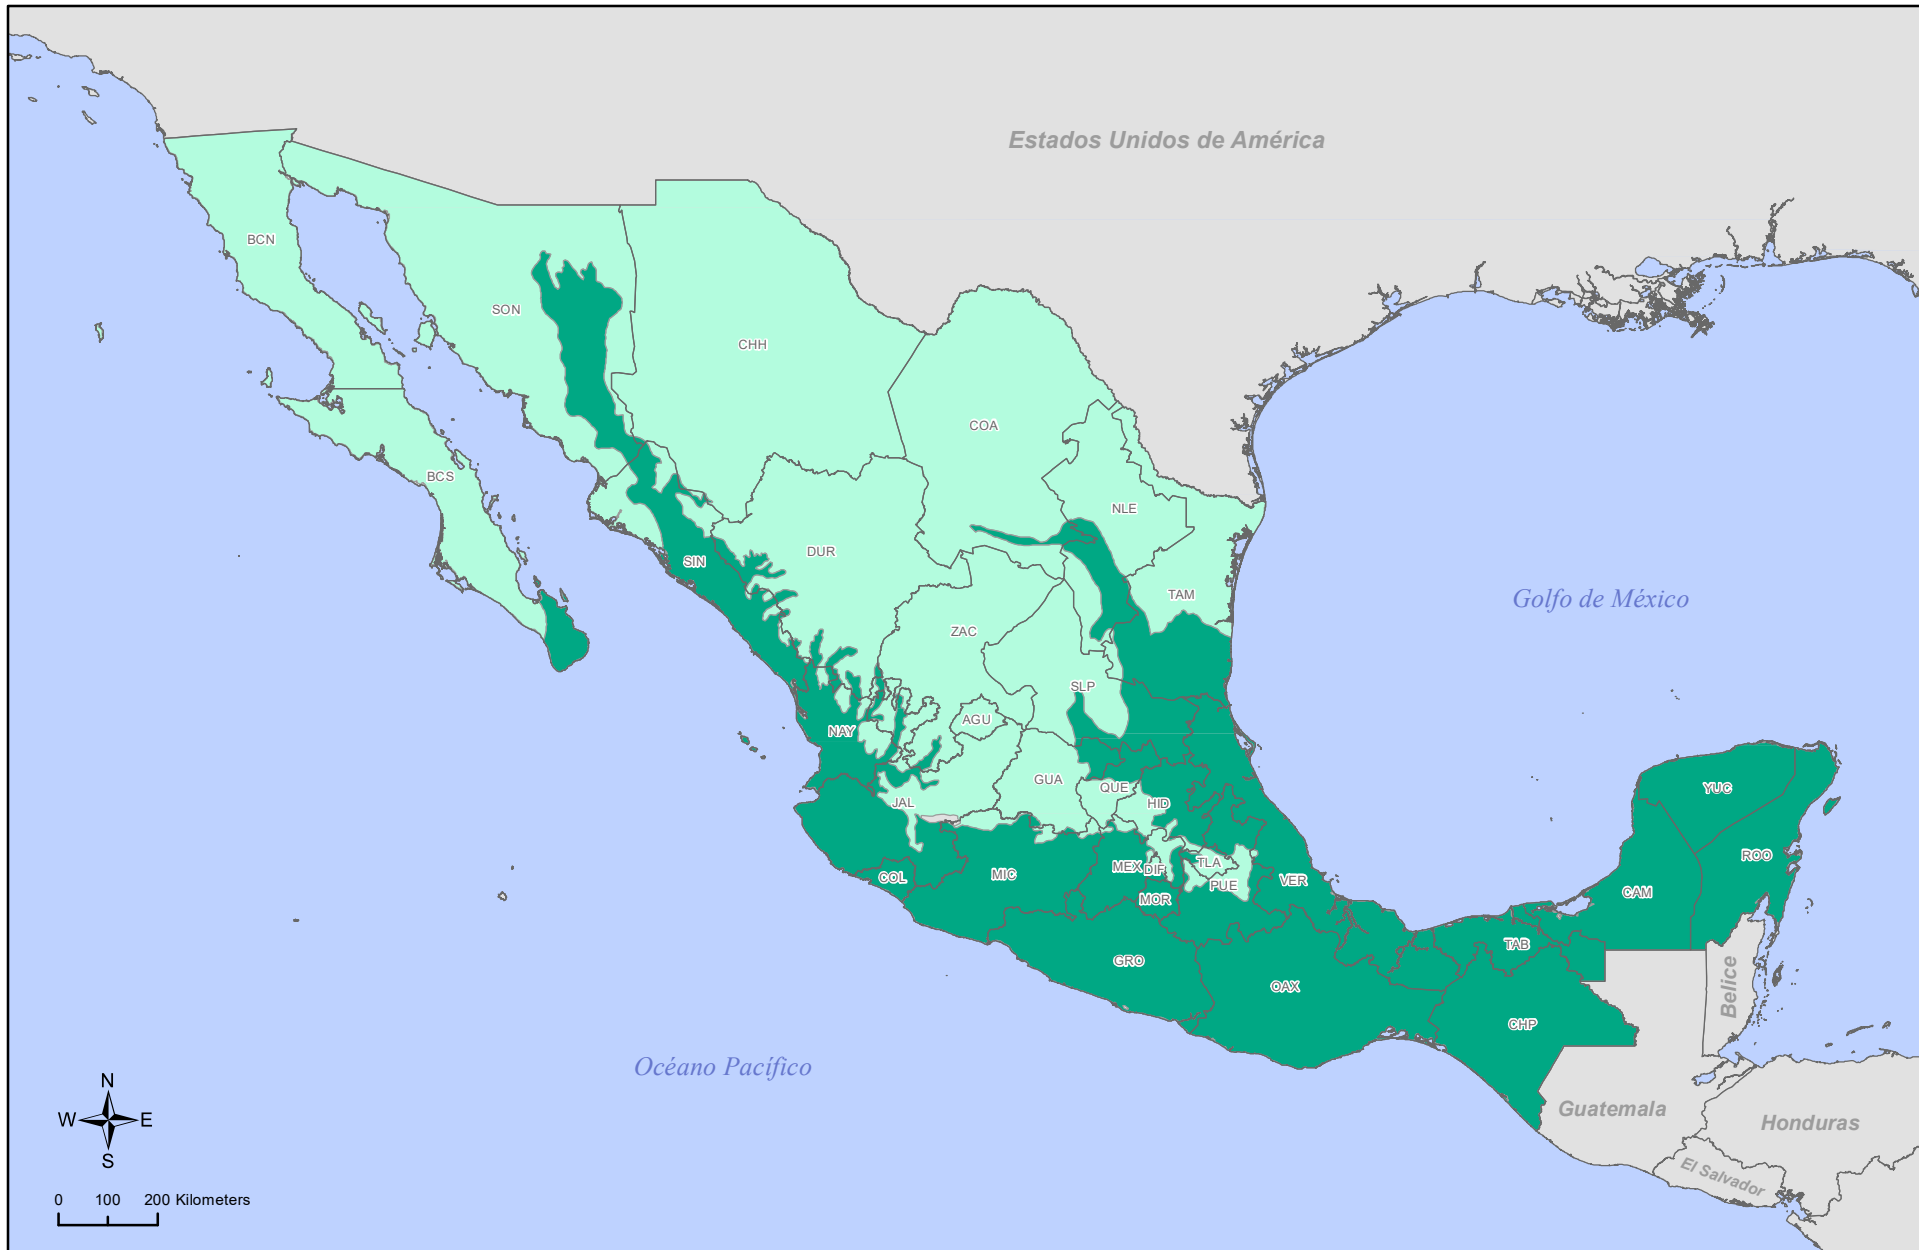 Estados Unidos de América
BCN
SON
CHH
COA
BCS
NLE
DUR
SIN
TAM
Golfo de México
ZAC
SLP
AGU
NAY
GUA
QUE
HID
JAL
YUC
ROO
COL
MIC
MEX
DIF
TLA
PUE
VER
MOR
CAM
TAB
GRO
OAX
CHP
Belice
Océano Pacífico
Guatemala
Honduras
El Salvador
N
W
E
S
0 100 200 Kilometers